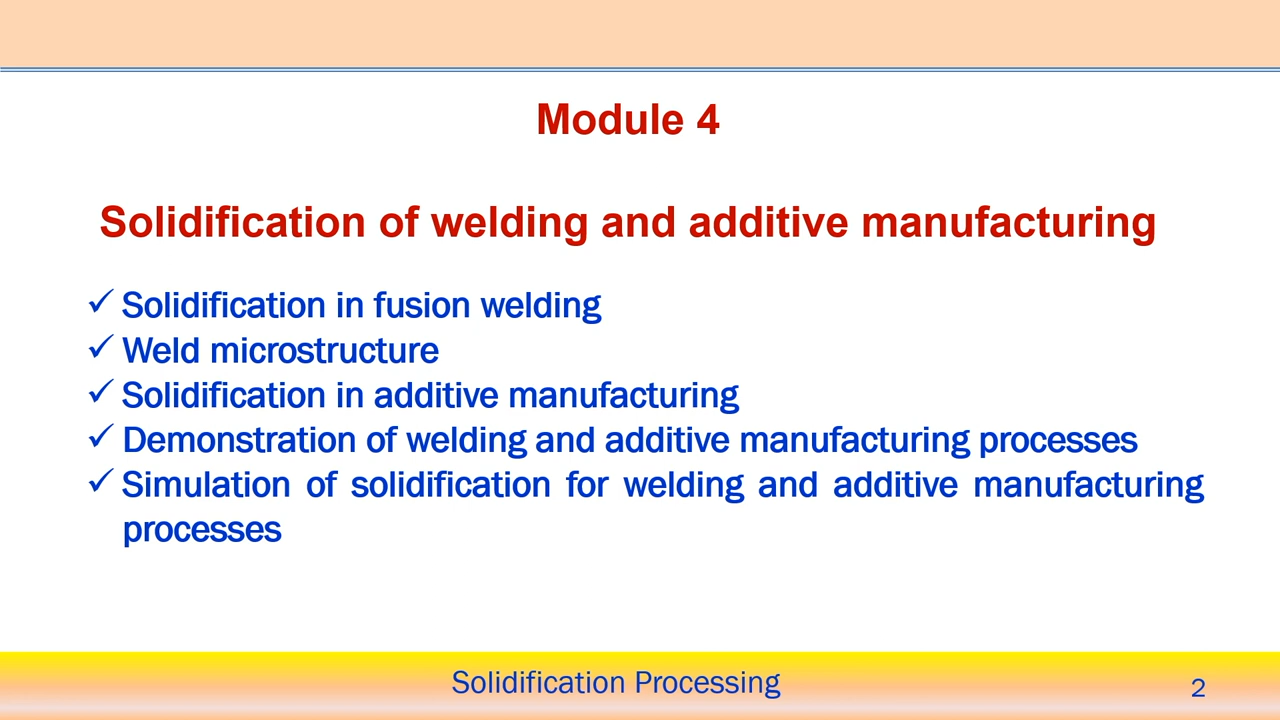 Module 4
Solidification of welding and additive manufacturing
✓ Solidification in fusion welding
✓ Weld microstructure
✓ Solidification in additive manufacturing
✓ Demonstration of welding and additive manufacturing processes
✓ Simulation of solidification for welding and additive manufacturing
processes
Solidification Processing
2